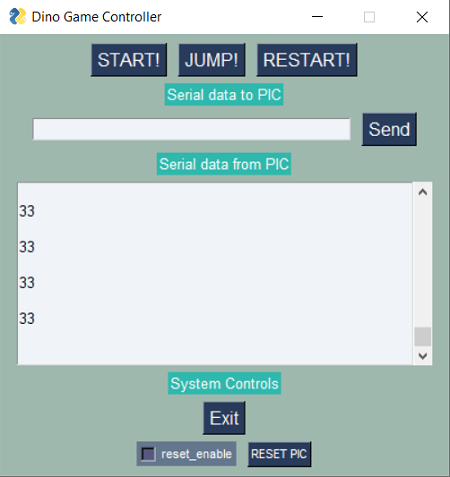 Dino Game Controller
START! JUMP! RESTART!
Serial data to PIC
Send
Serial data from PIC
33
33
33
33
System Controls
Exit
reset_enable RESET PIC